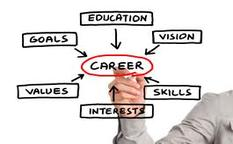 EDUCATION
GOALS
VISION
CAREER
VALUES
SKILLS
INTERESTS